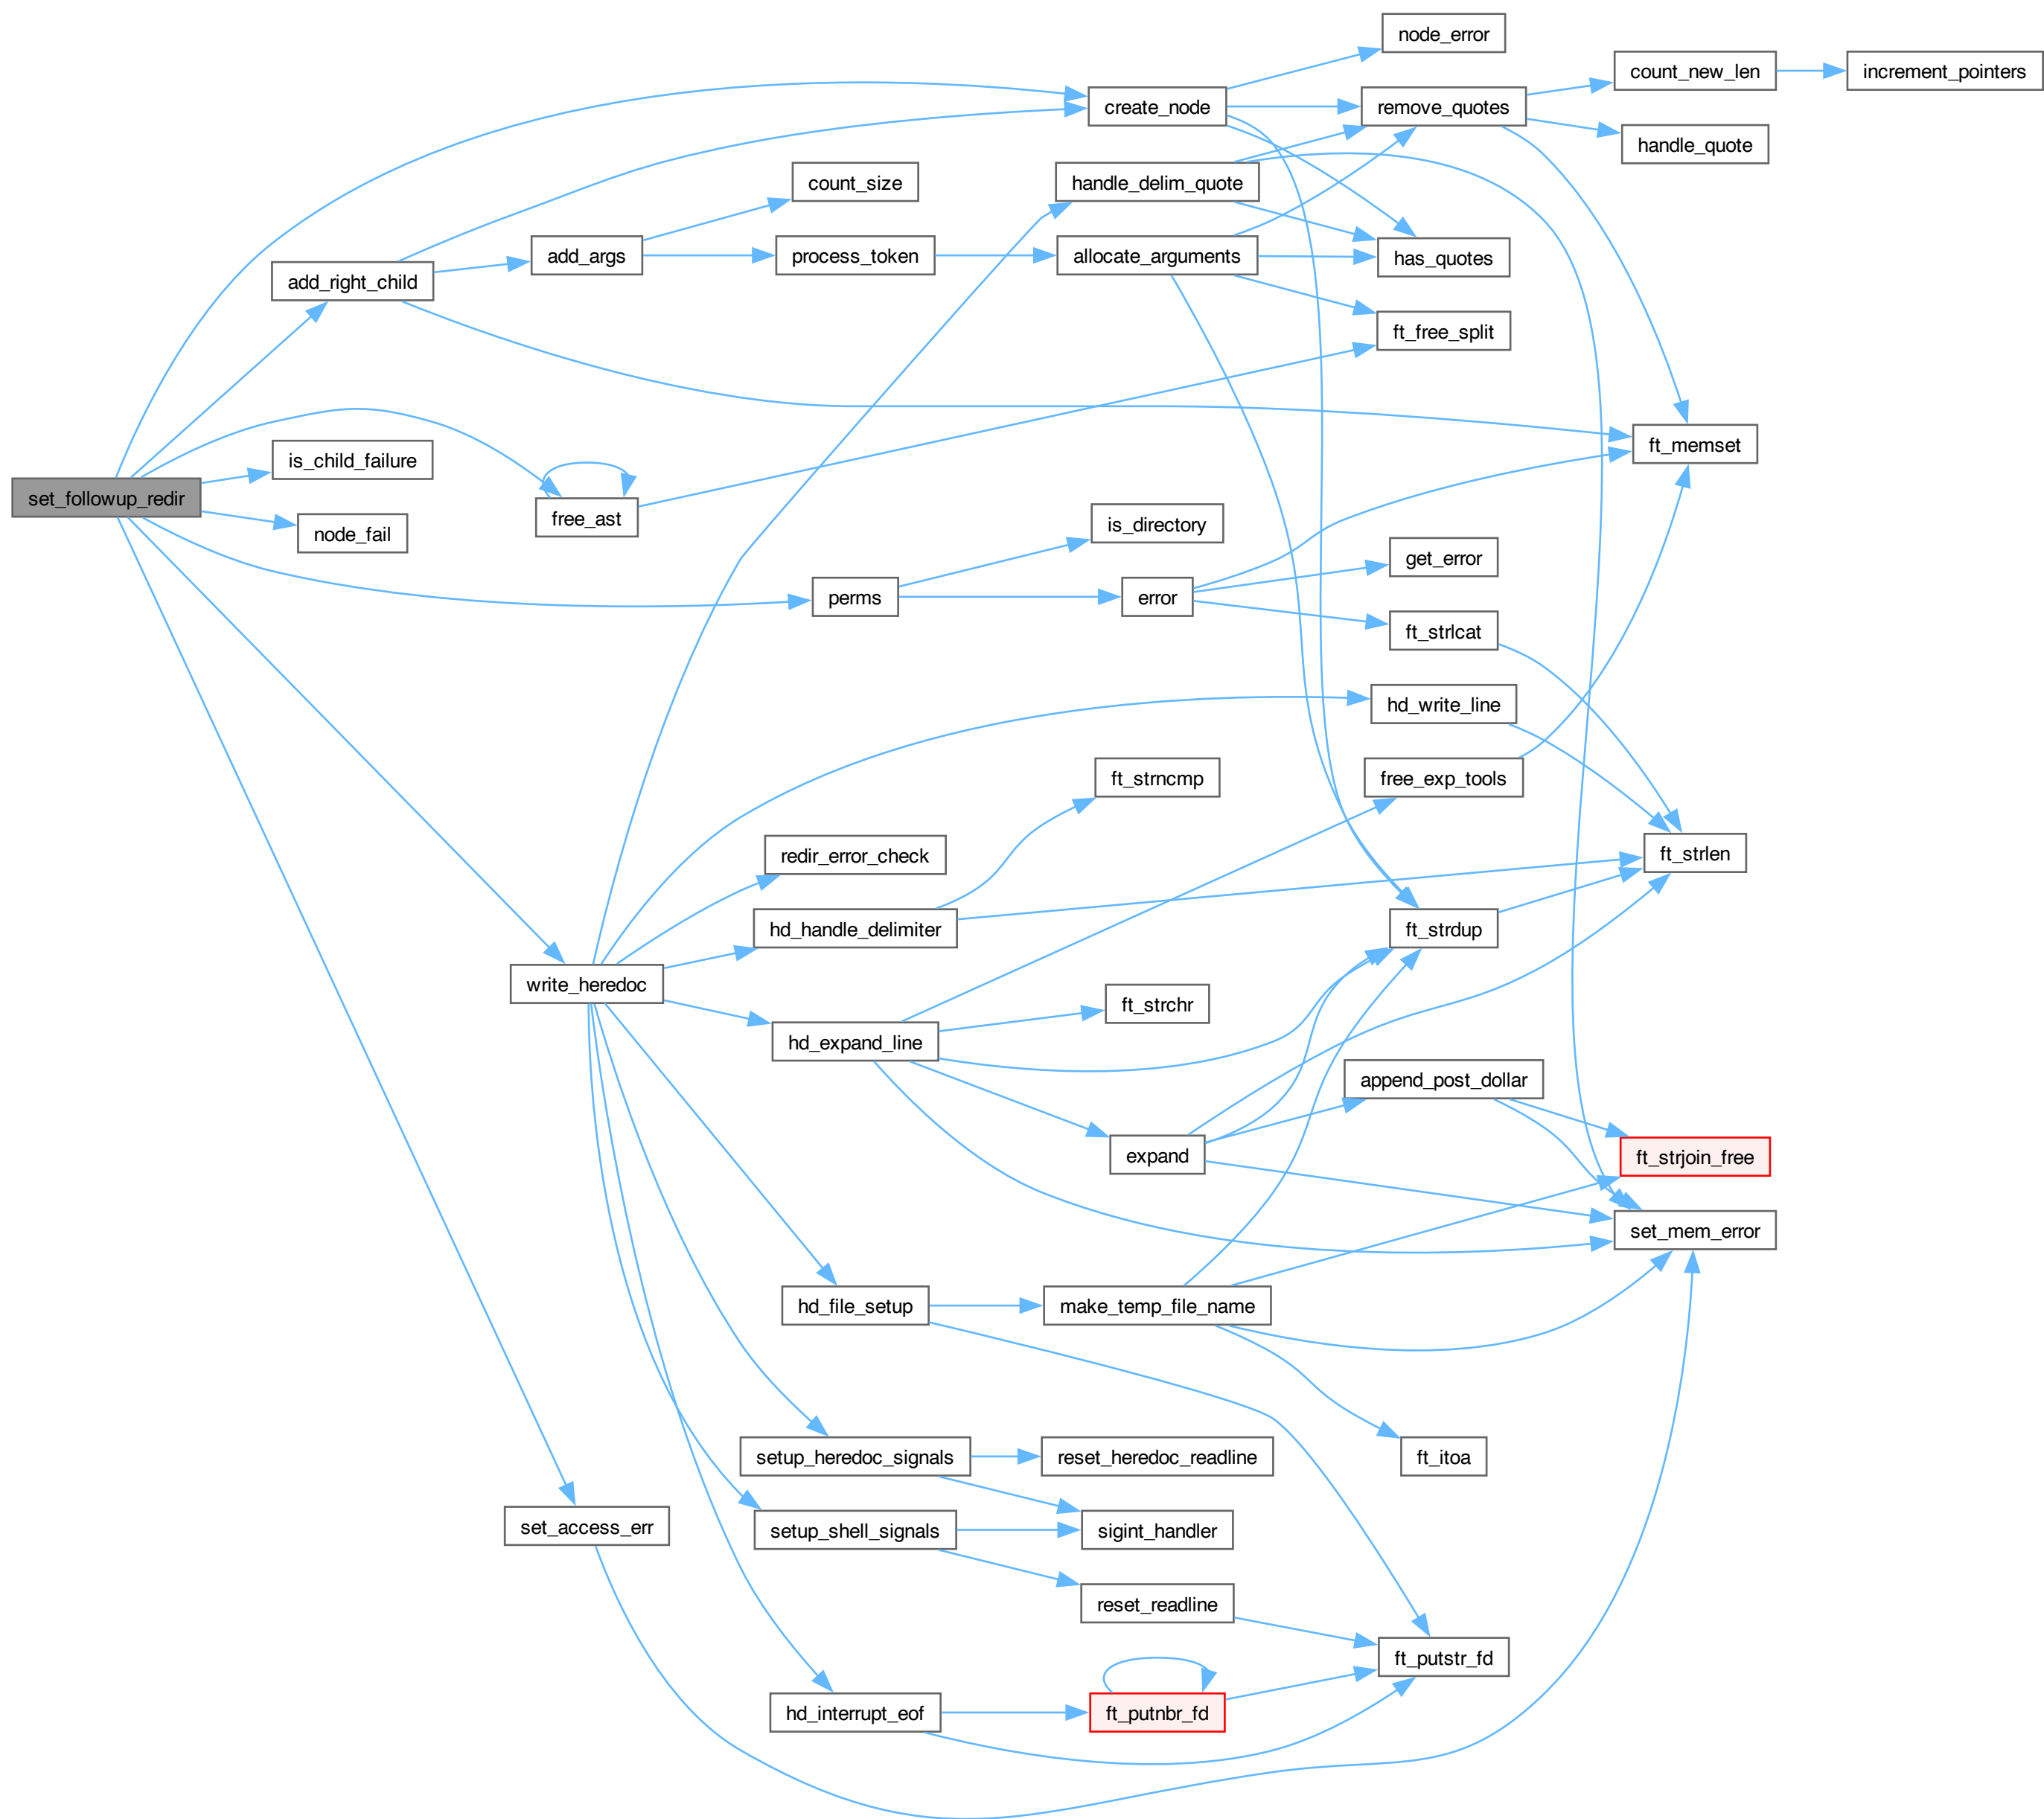 node_error
count_new_len
increment_pointers
create_node
remove_quotes
handle_quote
count_size
handle_delim_quote
add_args
process_token
allocate_arguments
has_quotes
add_right_child
ft_free_split
is_child_failure
ft_memset
set_followup_redir
free_ast
node_fail
is_directory
get_error
perms
error
ft_strlcat
hd_write_line
ft_strncmp
free_exp_tools
redir_error_check
ft_strlen
hd_handle_delimiter
ft_strdup
write_heredoc
ft_strchr
hd_expand_line
append_post_dollar
expand
ft_strjoin_free
set_mem_error
hd_file_setup
make_temp_file_name
setup_heredoc_signals
reset_heredoc_readline
ft_itoa
set_access_err
setup_shell_signals
sigint_handler
reset_readline
ft_putstr_fd
hd_interrupt_eof
ft_putnbr_fd